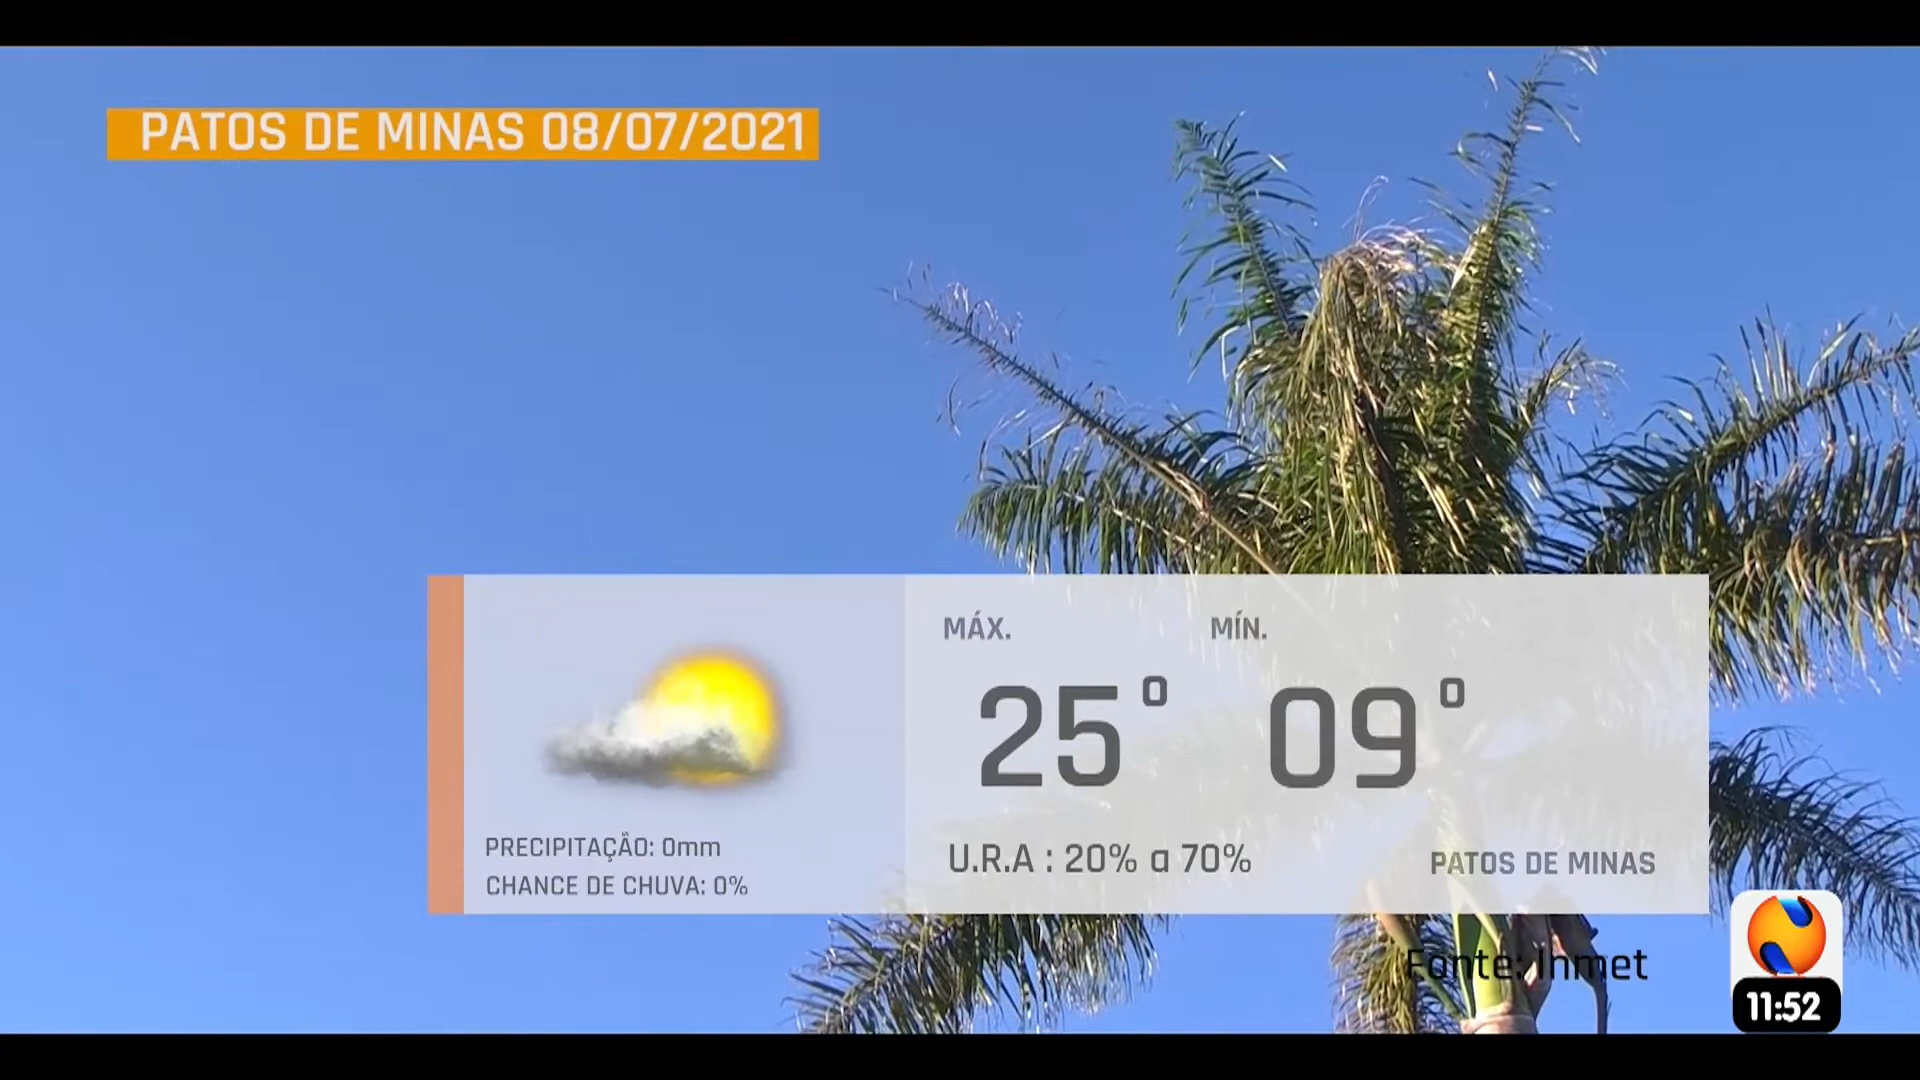 PATOS DE MINAS 08/07/2021
MÁX.
MÍN.
25°
09°
PRECIPITAÇÃO: 0mm
CHANCE DE CHUVA: 0%
U.R.A : 20% a 70%
PATOS DE MINAS
Fonte: Inmet
11:52